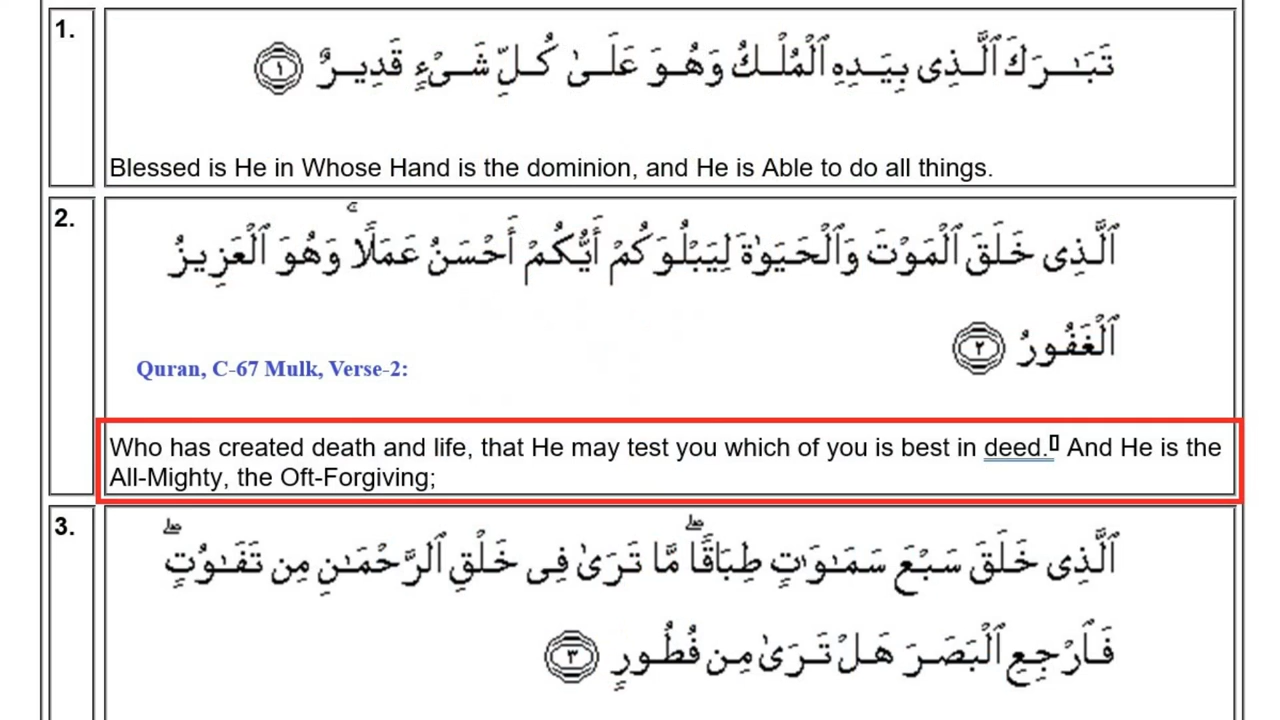 1.
تَبَـٰرَكَ ٱلَّذِى بِيَدِهِ ٱلْمُلْكُ وَهُوَ عَلَىٰ كُلِّ شَىْءٍ قَدِيرٌ ١
Blessed is He in Whose Hand is the dominion, and He is Able to do all things.
2.
ٱلَّذِى خَلَقَ ٱلْمَوْتَ وَٱلْحَيَوٰةَ لِيَبْلُوَكُمْ أَيُّكُمْ أَحْسَنُ عَمَلًا ۚ وَهُوَ ٱلْعَزِيزُ
ٱلْغَفُورُ ٢
Quran, C-67 Mulk, Verse-2:
Who has created death and life, that He may test you which of you is best in deed.[] And He is the
All-Mighty, the Oft-Forgiving;
3.
ٱلَّذِى خَلَقَ سَبْعَ سَمَـٰوَٰتٍ طِبَاقًا ۖ مَّا تَرَىٰ فِى خَلْقِ ٱلرَّحْمَـٰنِ مِن تَفَـٰوُتٍ ۖ
فَٱرْجِعِ ٱلْبَصَرَ هَلْ تَرَىٰ مِن فُطُورٍ ٣